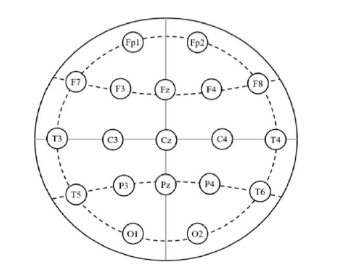 Fp1 Fp2
F7 F3 Fz F4 F8
T3 C3 Cz C4 T4
T5 P3 Pz P4 T6
O1 O2